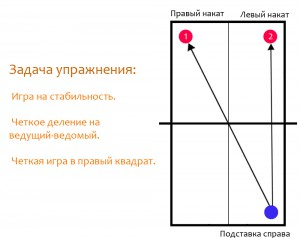 Правый накат
Левый накат
1
2
Задача упражнения:
Игра на стабильность.
Четкое деление на
ведущий-ведомый.
Четкая игра в правый квадрат.
Подставка справа